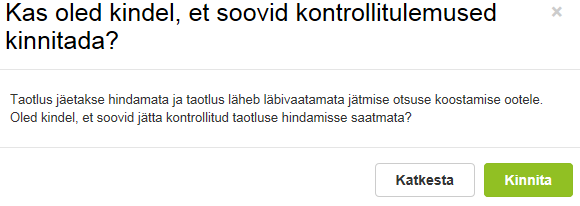 Kas oled kindel, et soovid kontrollitulemused
kinnitada?
×
Taotlus jäetakse hindamata ja taotlus läheb läbivaatamata jätmise otsuse koostamise ootele.
Oled kindel, et soovid jätta kontrollitud taotluse hindamisse saatmata?
Katkesta
Kinnita